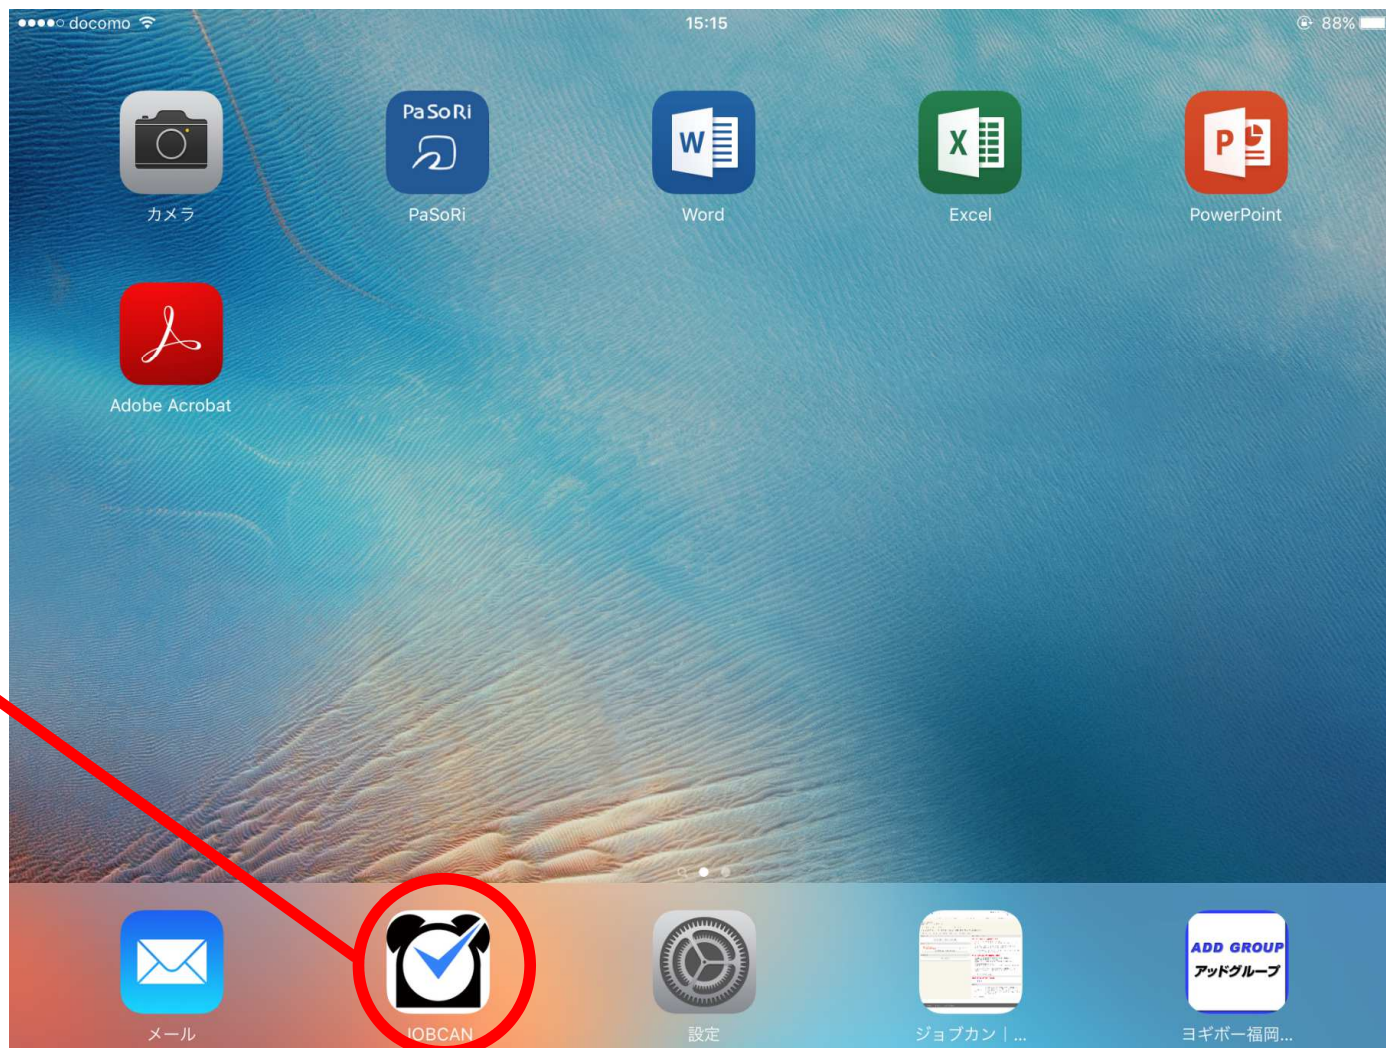 docomo
15:15
88%
PaSoRi
カメラ
PaSoRi
W
Word
X
Excel
P
PowerPoint
Adobe Acrobat
メール
JOBCAN
設定
ジョブカン | ...
ADD GROUP
アッドグループ
ヨギボー福岡...